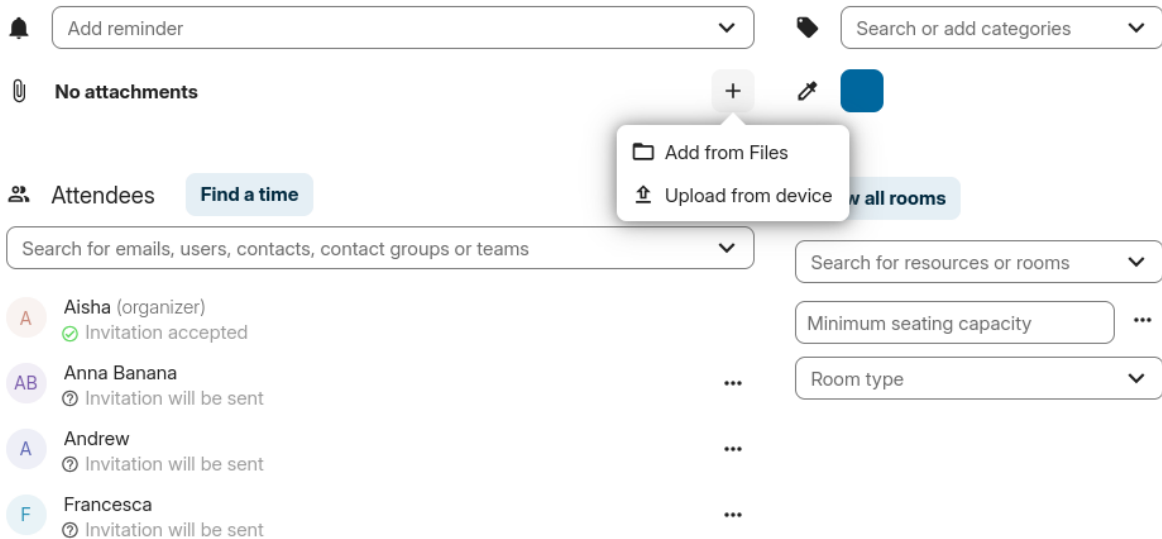 Add reminder
Search or add categories
No attachments
Add from Files
Upload from device
Attendees
Find a time
all rooms
Search for emails, users, contacts, contact groups or teams
Search for resources or rooms
A
Aisha (organizer)
Invitation accepted
Minimum seating capacity
AB
Anna Banana
Invitation will be sent
Room type
A
Andrew
Invitation will be sent
F
Francesca
Invitation will be sent